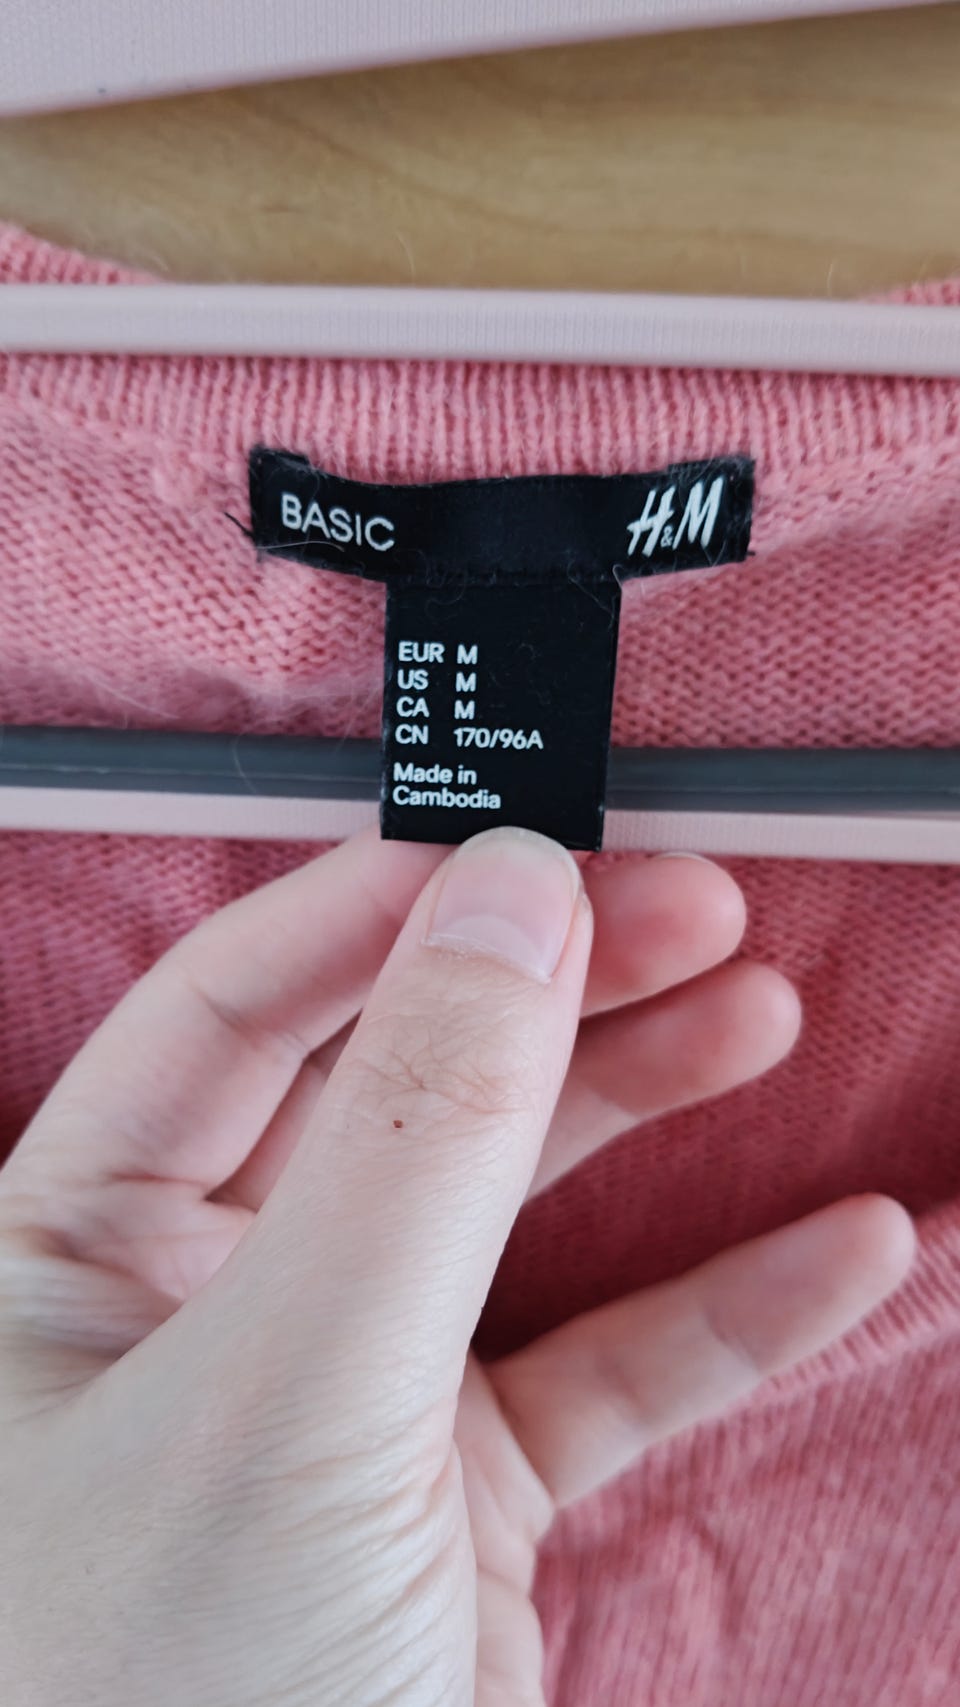 BASIC H&M
EUR M
US M
CA M
CN 170/96A
Made in
Cambodia